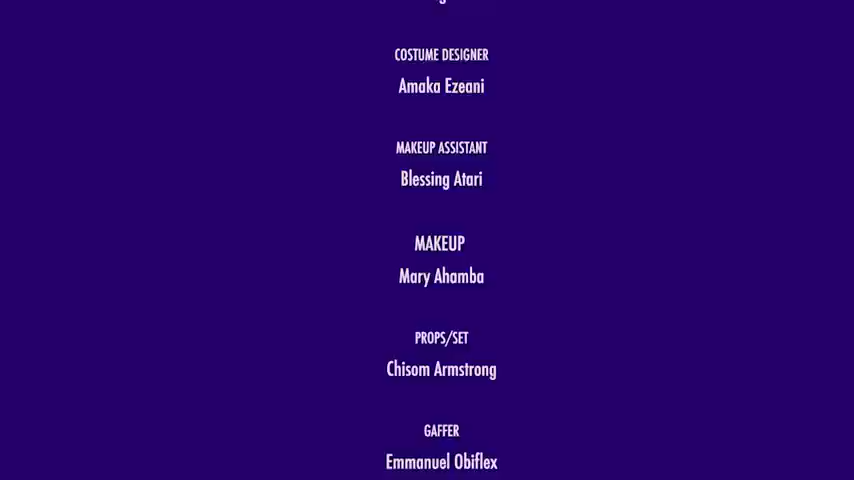 COSTUME DESIGNER
Amaka Ezeani
MAKEUP ASSISTANT
Blessing Atari
MAKEUP
Mary Ahamba
PROPS/SET
Chisom Armstrong
GAFFER
Emmanuel Obiflex